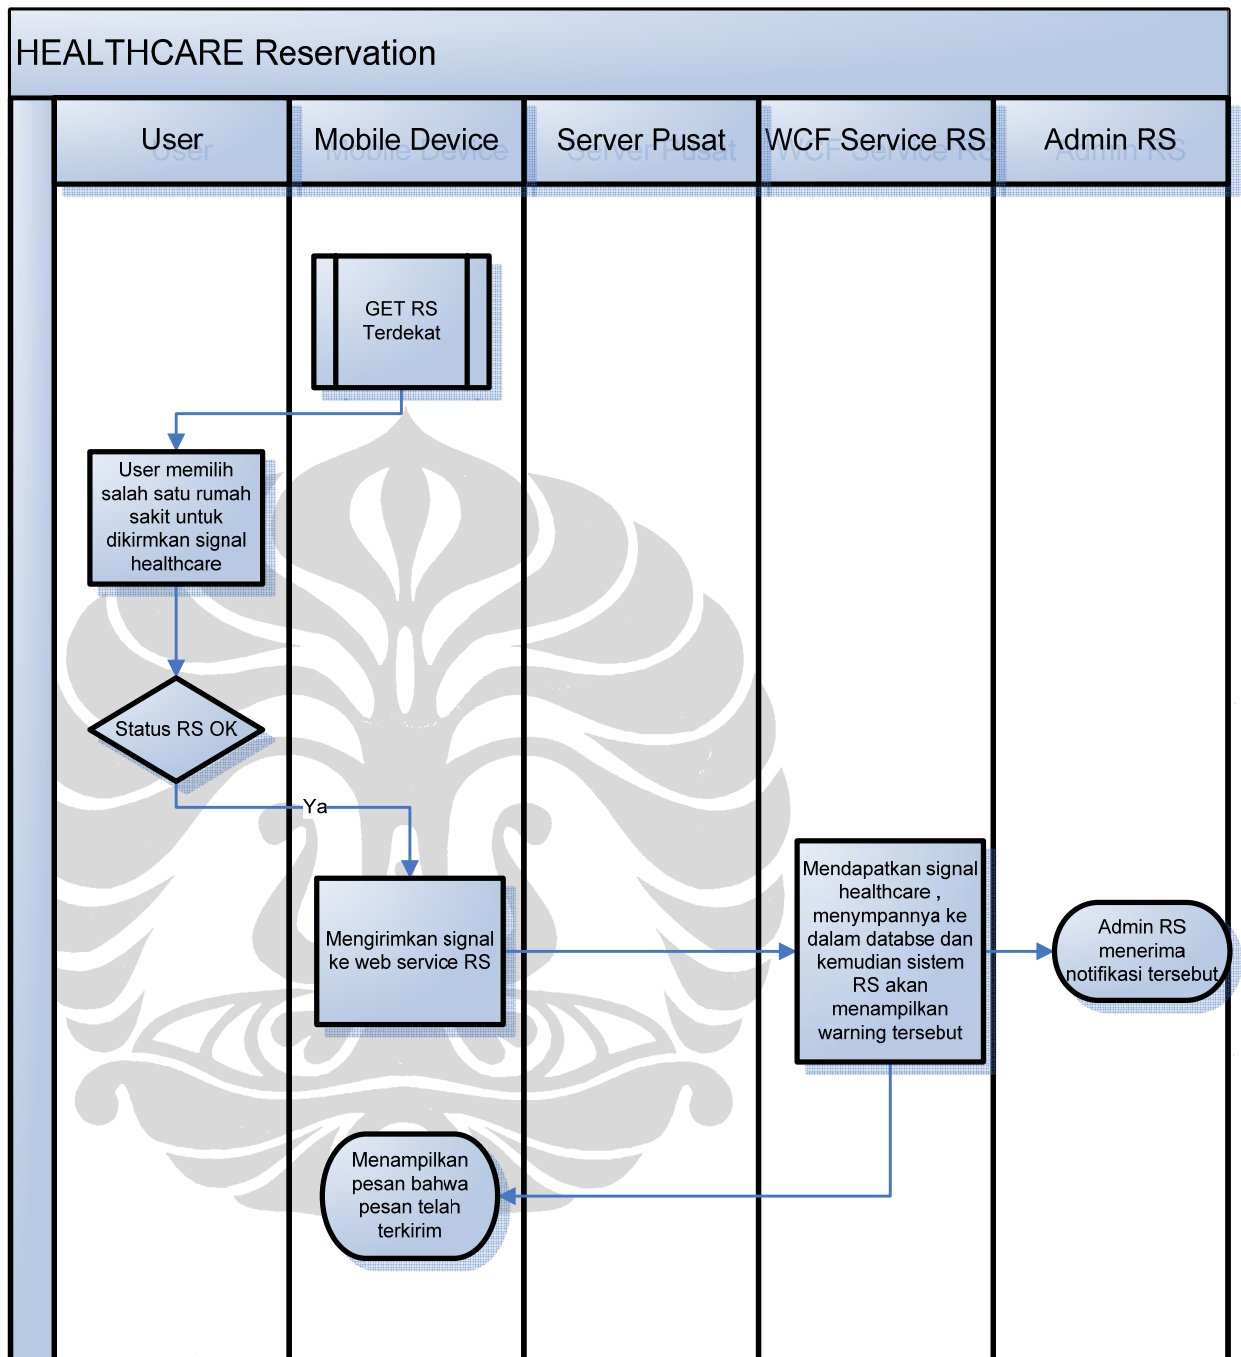 HEALTHCARE Reservation
User
Mobile Device
Server Pusat
WCF Service RS
Admin RS
GET RS
Terdekat
User memilih
salah satu rumah
sakit untuk
dikirmkan signal
healthcare
Status RS OK
Ya
Mengirimkan signal
ke web service RS
Mendapatkan signal
healthcare ,
menympannya ke
dalam databse dan
kemudian sistem
RS akan
menampilkan
warning tersebut
Admin RS
menerima
notifikasi tersebut
Menampilkan
pesan bahwa
pesan telah
terkirim